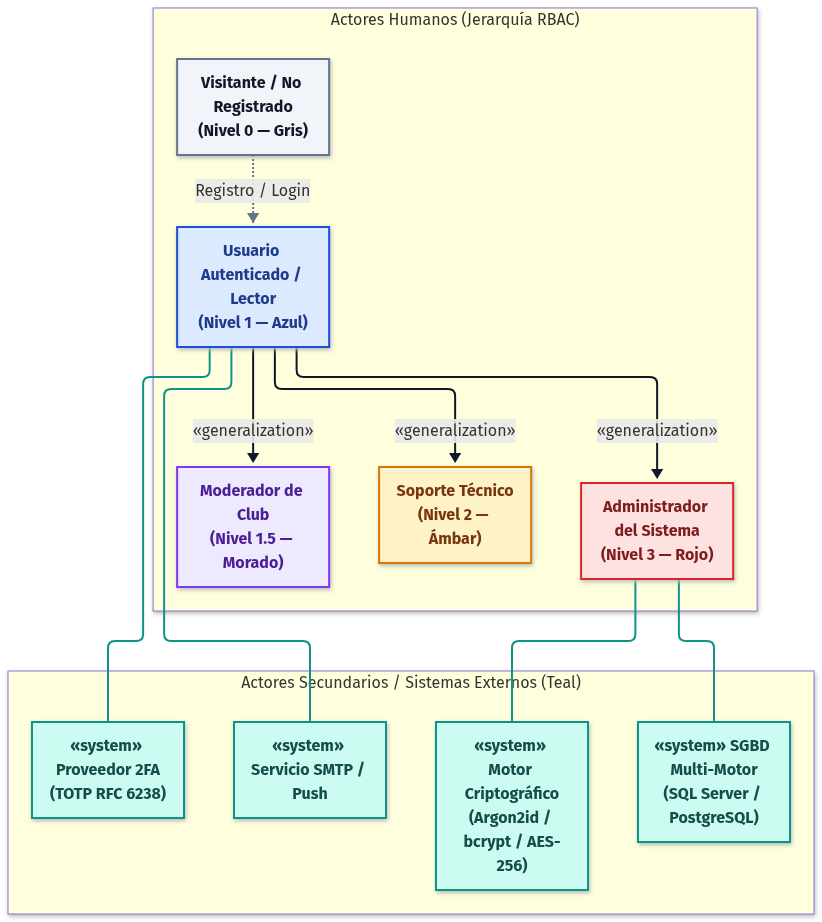 Actores Humanos (Jerarquía RBAC)
Visitante / No
Registrado
(Nivel 0 — Gris)
Registro / Login
Usuario
Autenticado /
Lector
(Nivel 1 — Azul)
«generalization»
«generalization»
«generalization»
Moderador de
Club
(Nivel 1.5 —
Morado)
Soporte Técnico
(Nivel 2 —
Ámbar)
Administrador
del Sistema
(Nivel 3 — Rojo)
Actores Secundarios / Sistemas Externos (Teal)
«system»
Proveedor 2FA
(TOTP RFC 6238)
«system»
Servicio SMTP /
Push
«system»
Motor
Criptográfico
(Argon2id /
bcrypt / AES-
256)
«system» SGBD
Multi-Motor
(SQL Server /
PostgreSQL)